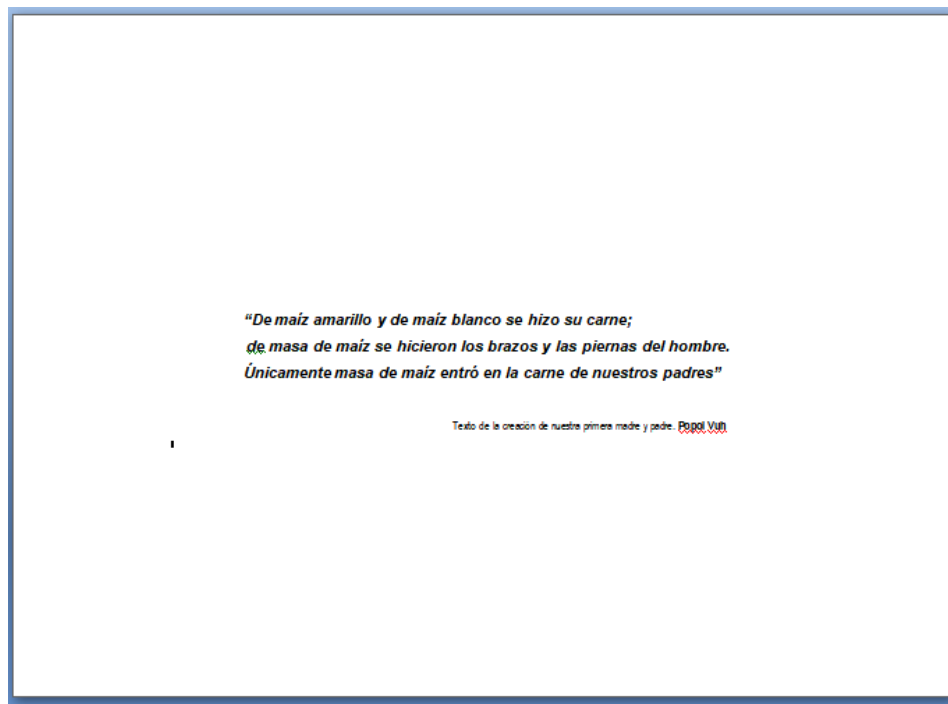 “De maíz amarillo y de maíz blanco se hizo su carne;
de masa de maíz se hicieron los brazos y las piernas del hombre.
Únicamente masa de maíz entró en la carne de nuestros padres”
Texto de la creación de nuestra primera madre y padre. Popol Vuh